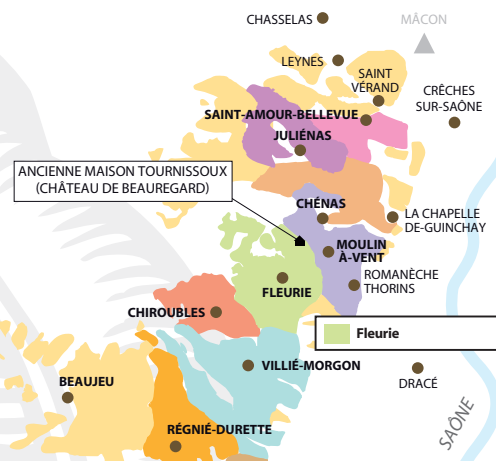 CHASSELAS
MÂCON
LEYNES
SAINT
VÉRAND
CRÊCHES
SUR-SAÔNE
SAINT-AMOUR-BELLEVUE
JULIÉNAS
ANCIENNE MAISON TOURNISSOUX
(CHÂTEAU DE BEAUREGARD)
CHÉNAS
LA CHAPELLE
DE-GUINCHAY
MOULIN
À-VENT
ROMANÈCHE
THORINS
FLEURIE
CHIROUBLES
Fleurie
VILLIÉ-MORGON
BEAUJEU
DRACÉ
SAÔNE
RÉGNIÉ-DURETTE